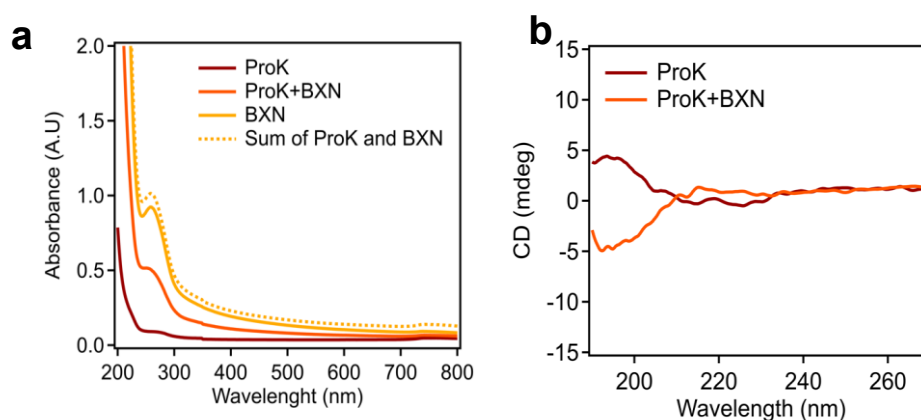 a
2.0
1.5
1.0
0.5
0.0
Absorbance (A.U)
ProK
ProK+BXN
BXN
Sum of ProK and BXN
200 300 400 500 600 700 800
Wavelenght (nm)
b
15
10
5
0
-5
-10
-15
CD (mdeg)
ProK
ProK+BXN
200 220 240 260
Wavelength (nm)